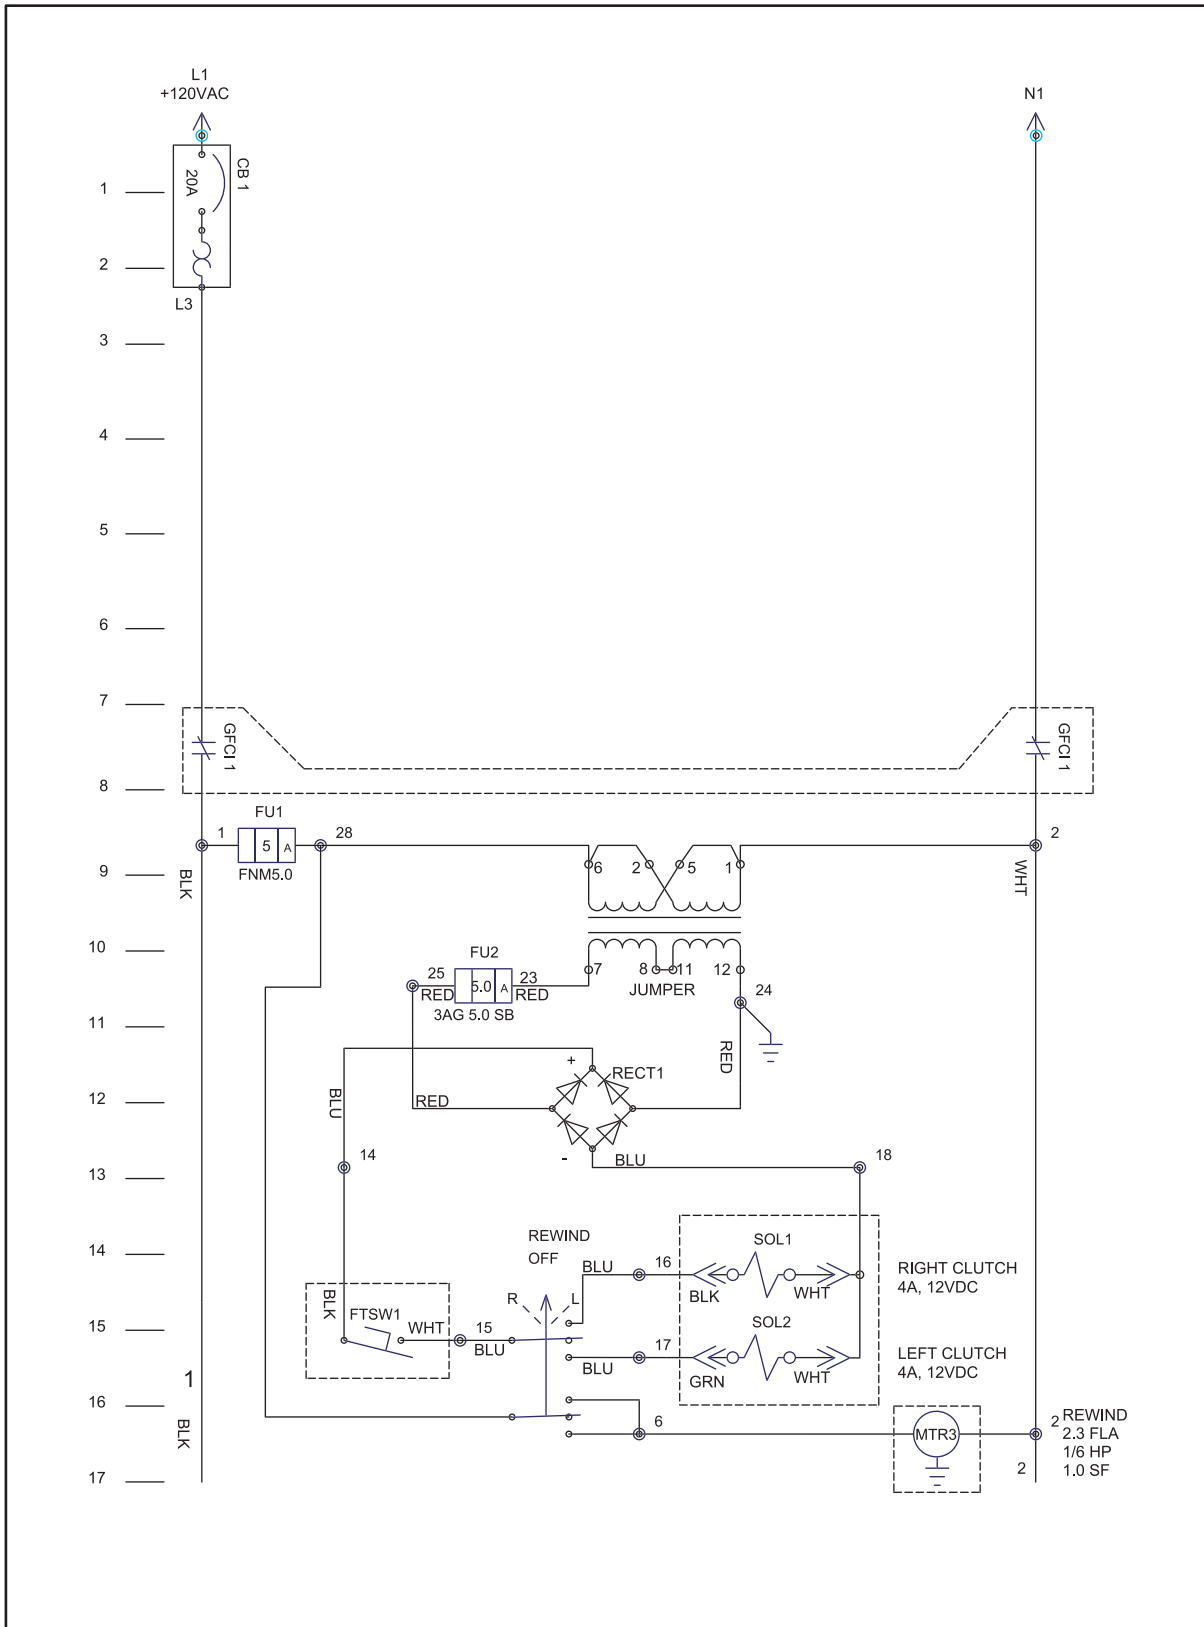 L1
+120VAC
N1
CB 1
20A
1
2
L3
3
4
5
6
7
GFCI 1
GFCI 1
8
FU1
1
5 A
28
2
FNM5.0
9
BLK
6 2 5 1
WHT
10
FU2
25
5.0 A
23
7 8 11 12
RED
RED
JUMPER
24
3AG 5.0 SB
11
RED
+
RECT1
12
BLU
RED
14
-
BLU
18
13
REWIND
OFF
14
SOL1
BLU
16
BLK
WHT
RIGHT CLUTCH
4A, 12VDC
BLK
FTSW1
R
L
15
WHT
15
BLU
SOL2
BLU
17
GRN
WHT
LEFT CLUTCH
4A, 12VDC
1
16
BLK
6
MTR3
2
REWIND
2.3 FLA
1/6 HP
1.0 SF
17
2